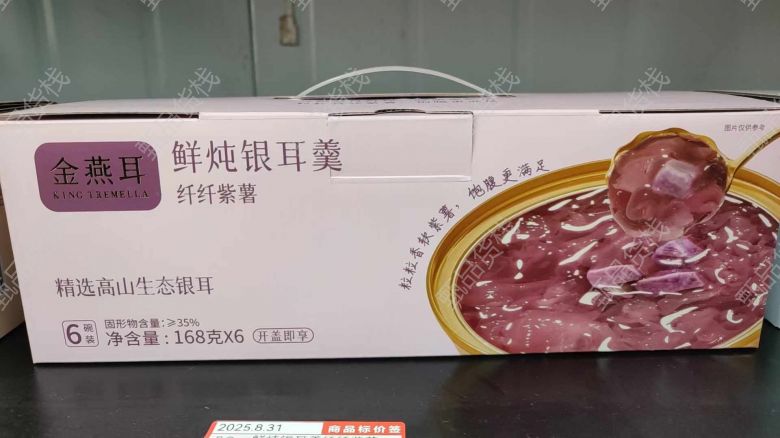 图片仅供参考
金燕耳
KING TREMELLA
鲜炖银耳羹
纤纤紫薯
粒粒香软紫薯，饱腹更满足
精选高山生态银耳
6碗装
固形物含量：≥35%
净含量：168克X6
开盖即享
2025.8.31
商品标价签